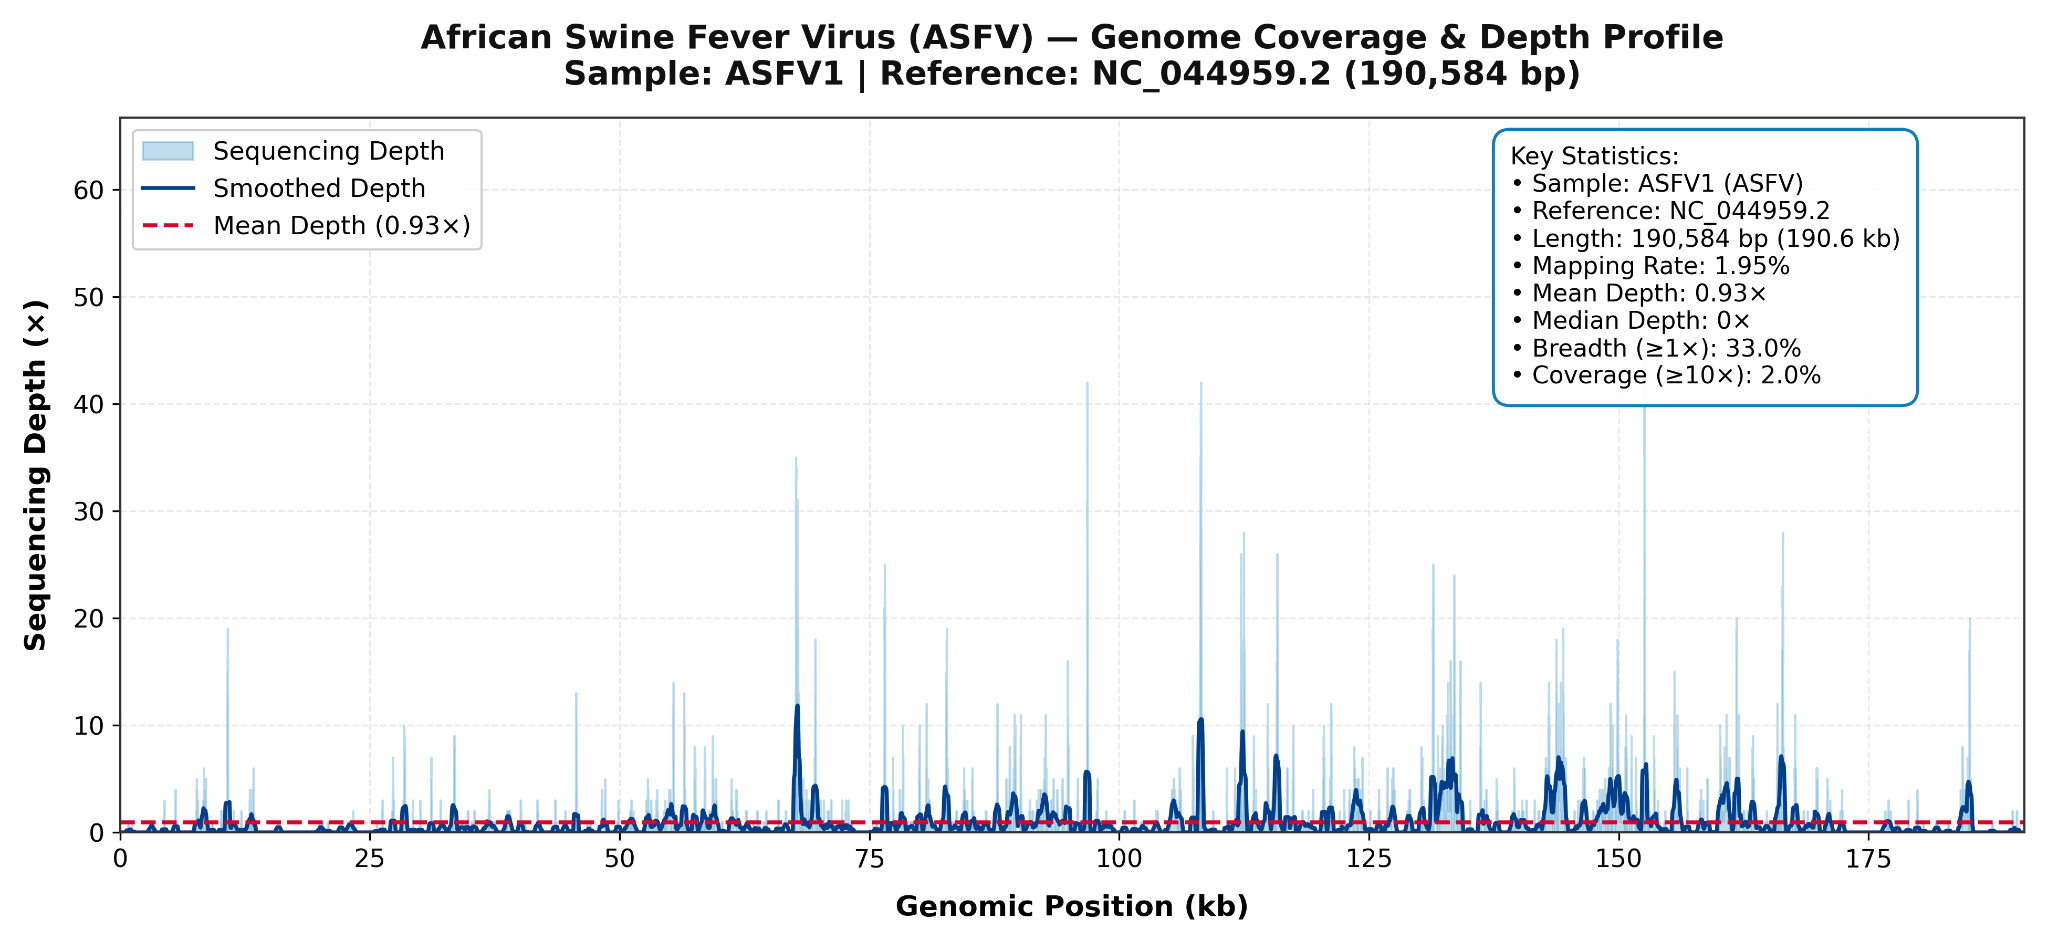 African Swine Fever Virus (ASFV) — Genome Coverage & Depth Profile
Sample: ASFV1 | Reference: NC_044959.2 (190,584 bp)
Sequencing Depth
Smoothed Depth
Mean Depth (0.93×)
Key Statistics:
• Sample: ASFV1 (ASFV)
• Reference: NC_044959.2
• Length: 190,584 bp (190.6 kb)
• Mapping Rate: 1.95%
• Mean Depth: 0.93×
• Median Depth: 0×
• Breadth (≥1×): 33.0%
• Coverage (≥10×): 2.0%
Sequencing Depth (×)
60
50
40
30
20
10
0
0 25 50 75 100 125 150 175
Genomic Position (kb)